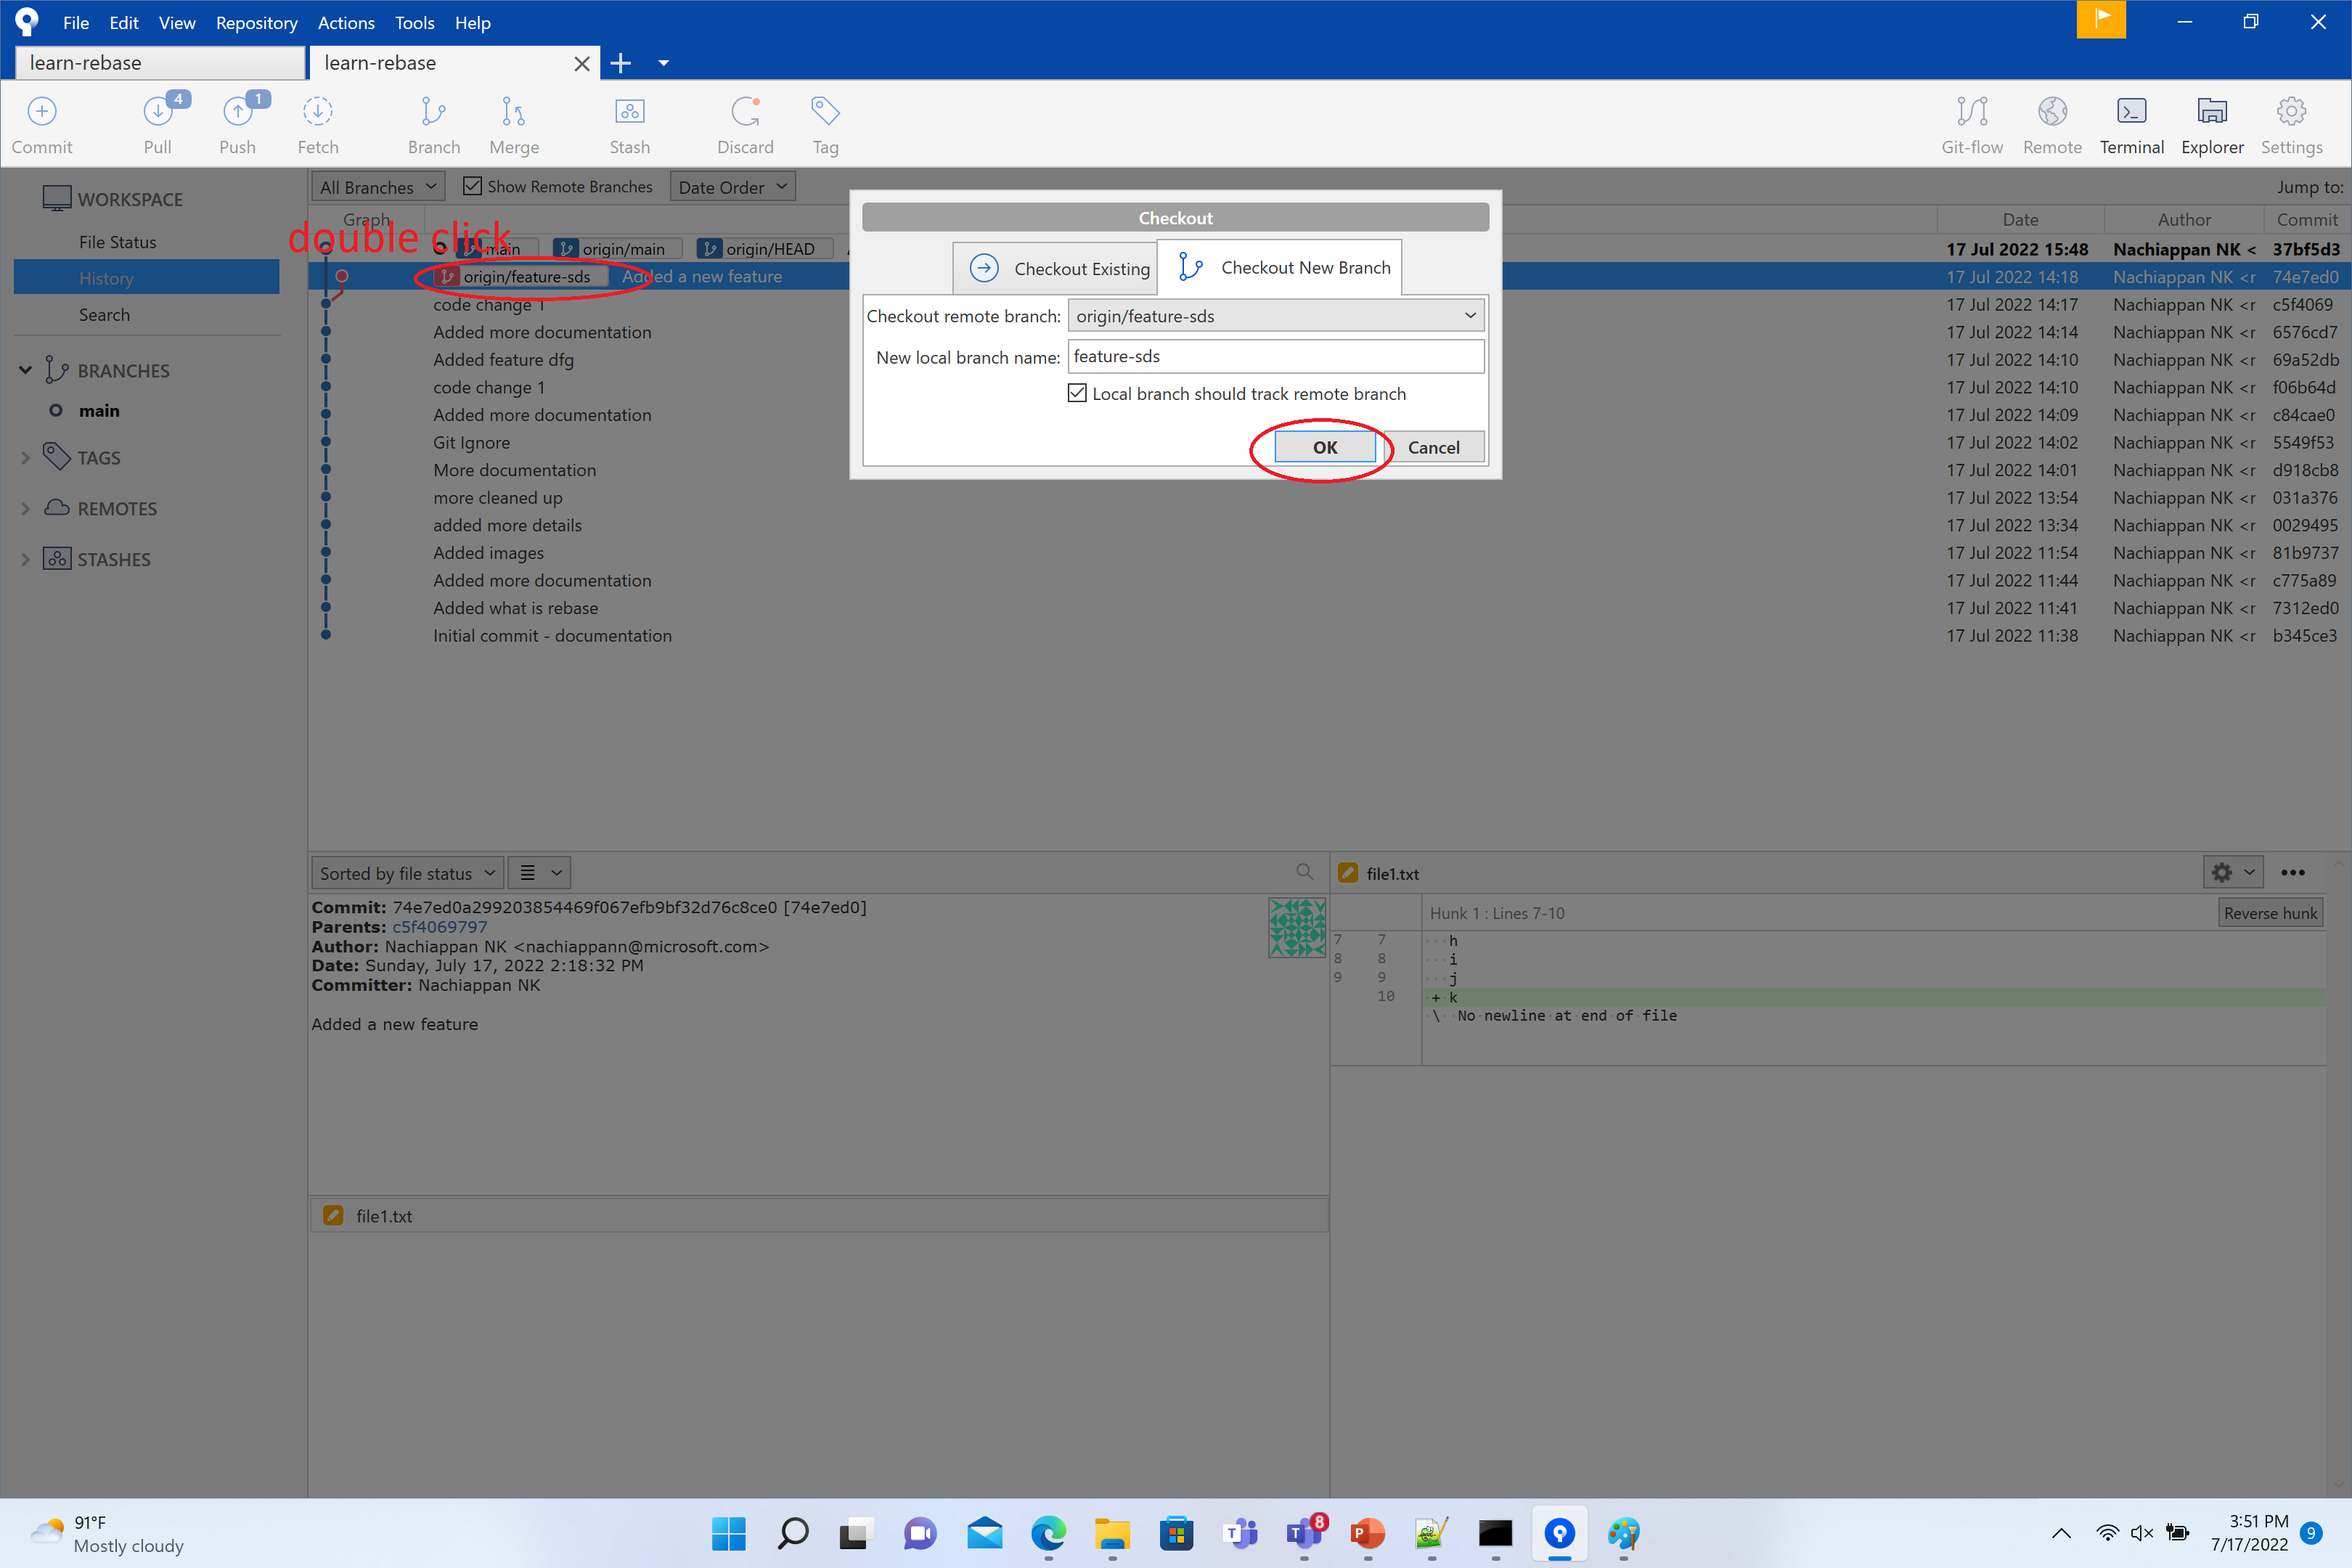 File Edit View Repository Actions Tools Help
learn-rebase learn-rebase
4 1
Commit Pull Push Fetch Branch Merge Stash Discard Tag Git-flow Remote Terminal Explorer Settings
WORKSPACE
File Status
History
Search
BRANCHES
main
TAGS
REMOTES
STASHES
All Branches Show Remote Branches Date Order Jump to:
Graph Date Author Commit
double click
main origin/main origin/HEAD 17 Jul 2022 15:48 Nachiappan NK < 37bf5d3
origin/feature-sds Added a new feature 17 Jul 2022 14:18 Nachiappan NK <r 74e7ed0
code change 1 17 Jul 2022 14:17 Nachiappan NK <r c5f4069
Added more documentation 17 Jul 2022 14:14 Nachiappan NK <r 6576cd7
Added feature dfg 17 Jul 2022 14:10 Nachiappan NK <r 69a52db
code change 1 17 Jul 2022 14:10 Nachiappan NK <r f06b64d
Added more documentation 17 Jul 2022 14:09 Nachiappan NK <r c84cae0
Git Ignore 17 Jul 2022 14:02 Nachiappan NK <r 5549f53
More documentation 17 Jul 2022 14:01 Nachiappan NK <r d918cb8
more cleaned up 17 Jul 2022 13:54 Nachiappan NK <r 031a376
added more details 17 Jul 2022 13:34 Nachiappan NK <r 0029495
Added images 17 Jul 2022 11:54 Nachiappan NK <r 81b9737
Added more documentation 17 Jul 2022 11:44 Nachiappan NK <r c775a89
Added what is rebase 17 Jul 2022 11:41 Nachiappan NK <r 7312ed0
Initial commit - documentation 17 Jul 2022 11:38 Nachiappan NK <r b345ce3
Checkout
Checkout Existing Checkout New Branch
Checkout remote branch: origin/feature-sds
New local branch name: feature-sds
Local branch should track remote branch
OK Cancel
Sorted by file status
Commit: 74e7ed0a299203854469f067efb9bf32d76c8ce0 [74e7ed0]
Parents: c5f4069797
Author: Nachiappan NK <nachiappann@microsoft.com>
Date: Sunday, July 17, 2022 2:18:32 PM
Committer: Nachiappan NK
Added a new feature
file1.txt
file1.txt
Hunk 1 : Lines 7-10 Reverse hunk
7 7 h
8 8 i
9 9 j
10 + k
\ No newline at end of file
91°F
Mostly cloudy
8
3:51 PM
7/17/2022
9